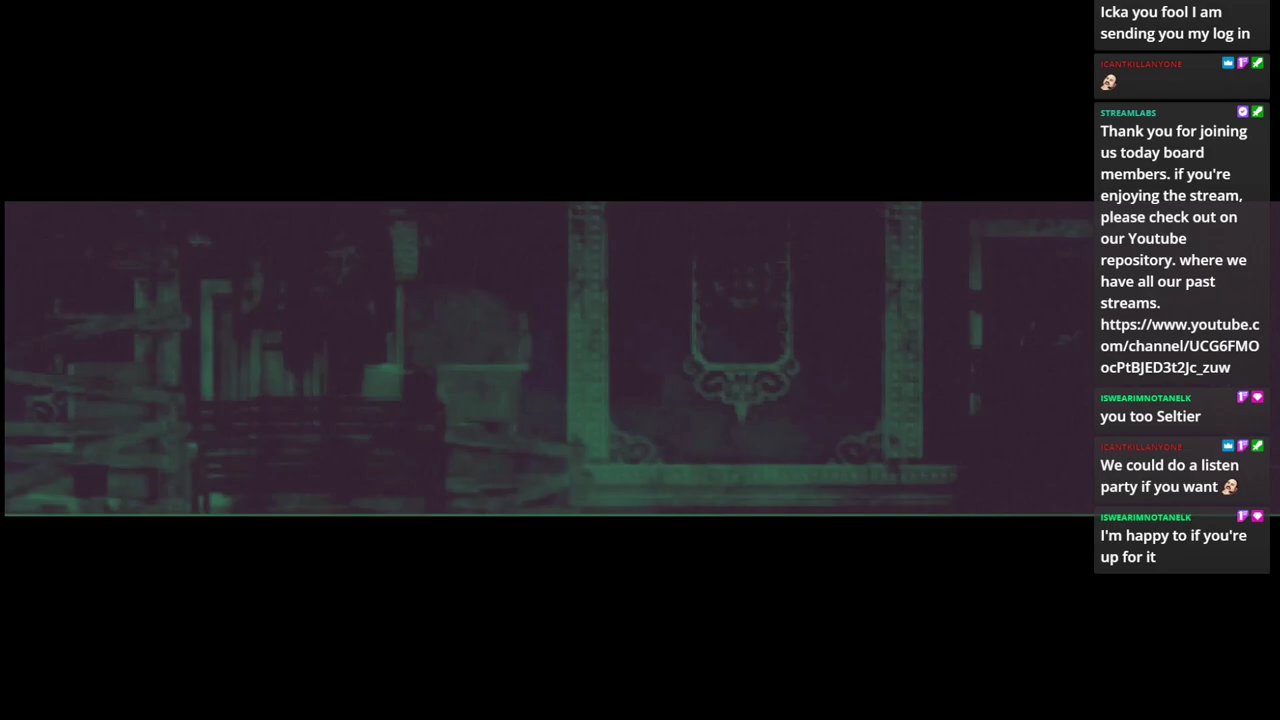 Icka you fool I am
sending you my log in
ICANTKILLANYONE
STREAMLABS
Thank you for joining
us today board
members. if you're
enjoying the stream,
please check out on
our Youtube
repository. where we
have all our past
streams.
https://www.youtube.c
om/channel/UCG6FMO
ocPtBJED3t2Jc_zuw
ISWEARIMNOTANELK
you too Seltier
ICANTKILLANYONE
We could do a listen
party if you want
ISWEARIMNOTANELK
I'm happy to if you're
up for it